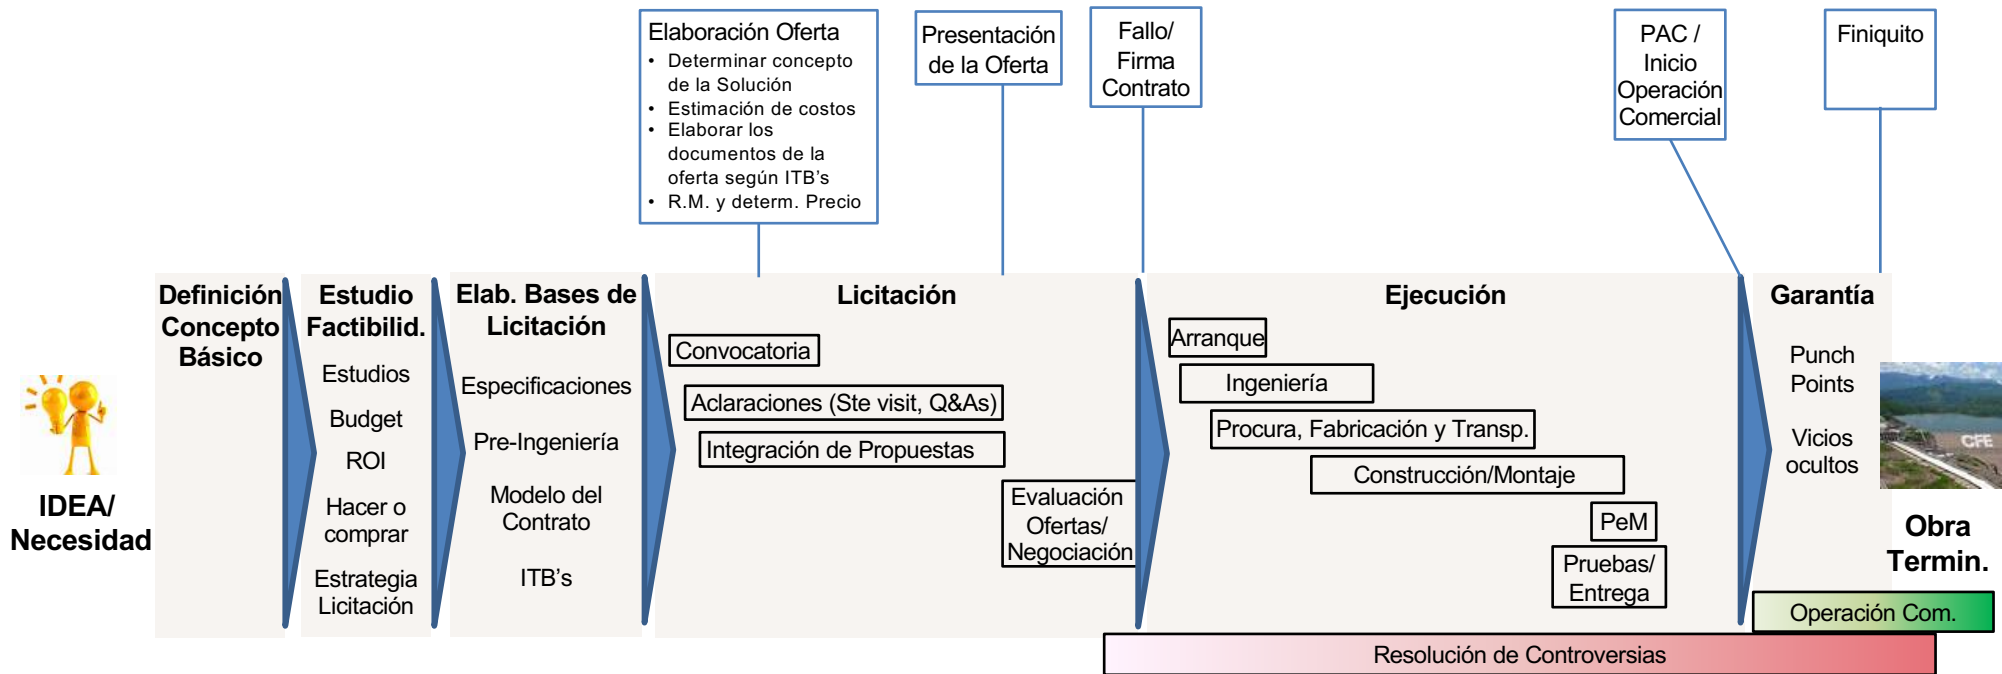 Elaboración Oferta
• Determinar concepto
de la Solución
• Estimación de costos
• Elaborar los
documentos de la
oferta según ITB’s
• R.M. y determ. Precio
Presentación
de la Oferta
Fallo/
Firma
Contrato
PAC /
Inicio
Operación
Comercial
Finiquito
IDEA/
Necesidad
Definición
Concepto
Básico
Estudio
Factibilid.
Estudios
Budget
ROI
Hacer o
comprar
Estrategia
Licitación
Elab. Bases de
Licitación
Especificaciones
Pre-Ingeniería
Modelo del
Contrato
ITB’s
Licitación
Convocatoria
Aclaraciones (Ste visit, Q&As)
Integración de Propuestas
Evaluación
Ofertas/
Negociación
Ejecución
Arranque
Ingeniería
Procura, Fabricación y Transp.
Construcción/Montaje
PeM
Pruebas/
Entrega
Garantía
Punch
Points
Vicios
ocultos
CFE
Obra
Termin.
Operación Com.
Resolución de Controversias